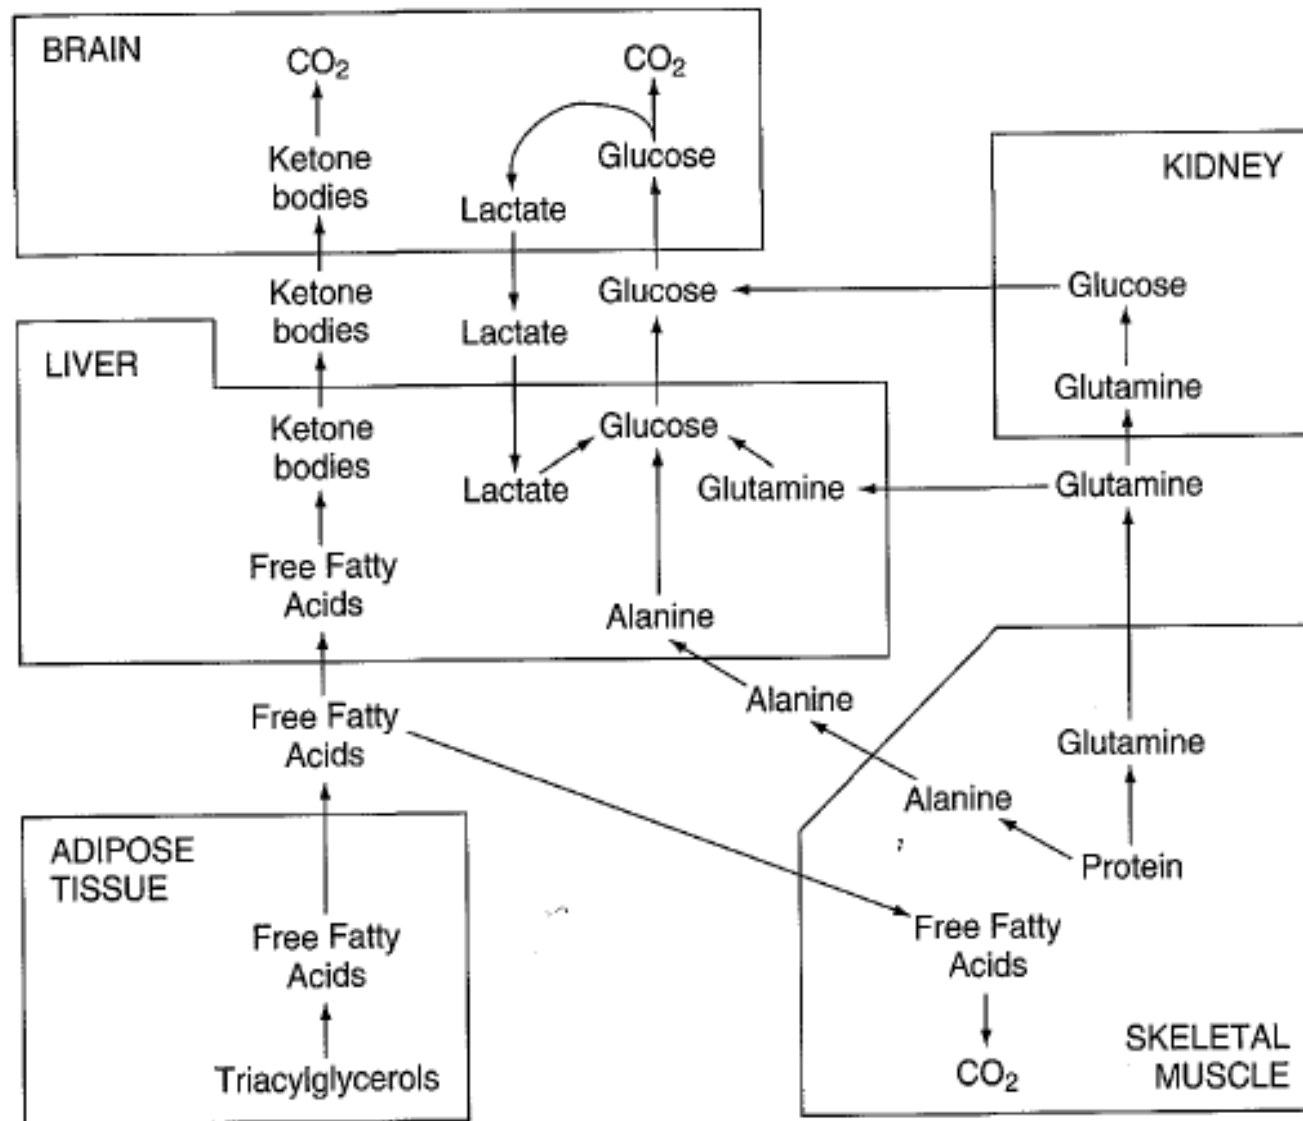 BRAIN
CO₂
CO₂
Ketone
bodies
Glucose
Lactate
KIDNEY
Ketone
bodies
Lactate
Glucose
Glucose
Glutamine
LIVER
Ketone
bodies
Glucose
Lactate
Glutamine
Glutamine
Free Fatty
Acids
Alanine
Free Fatty
Acids
Alanine
Glutamine
Alanine
Protein
ADIPOSE
TISSUE
Free Fatty
Acids
Triacylglycerols
Free Fatty
Acids
CO₂
SKELETAL
MUSCLE